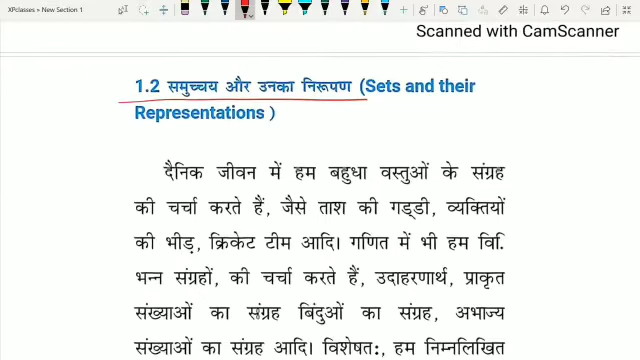 XPclasses » New Section 1
Scanned with CamScanner
1.2 समुच्चय और उनका निरूपण (Sets and their
Representations )
दैनिक जीवन में हम बहुधा वस्तुओं के संग्रह
की चर्चा करते हैं, जैसे ताश की गड्डी, व्यक्तियों
की भीड़, क्रिकेट टीम आदि। गणित में भी हम वि
भन्न संग्रहों, की चर्चा करते हैं, उदाहरणार्थ, प्राकृत
संख्याओं का संग्रह बिंदुओं का संग्रह, अभाज्य
संख्याओं का संग्रह आदि। विशेषत:, हम निम्नलिखित